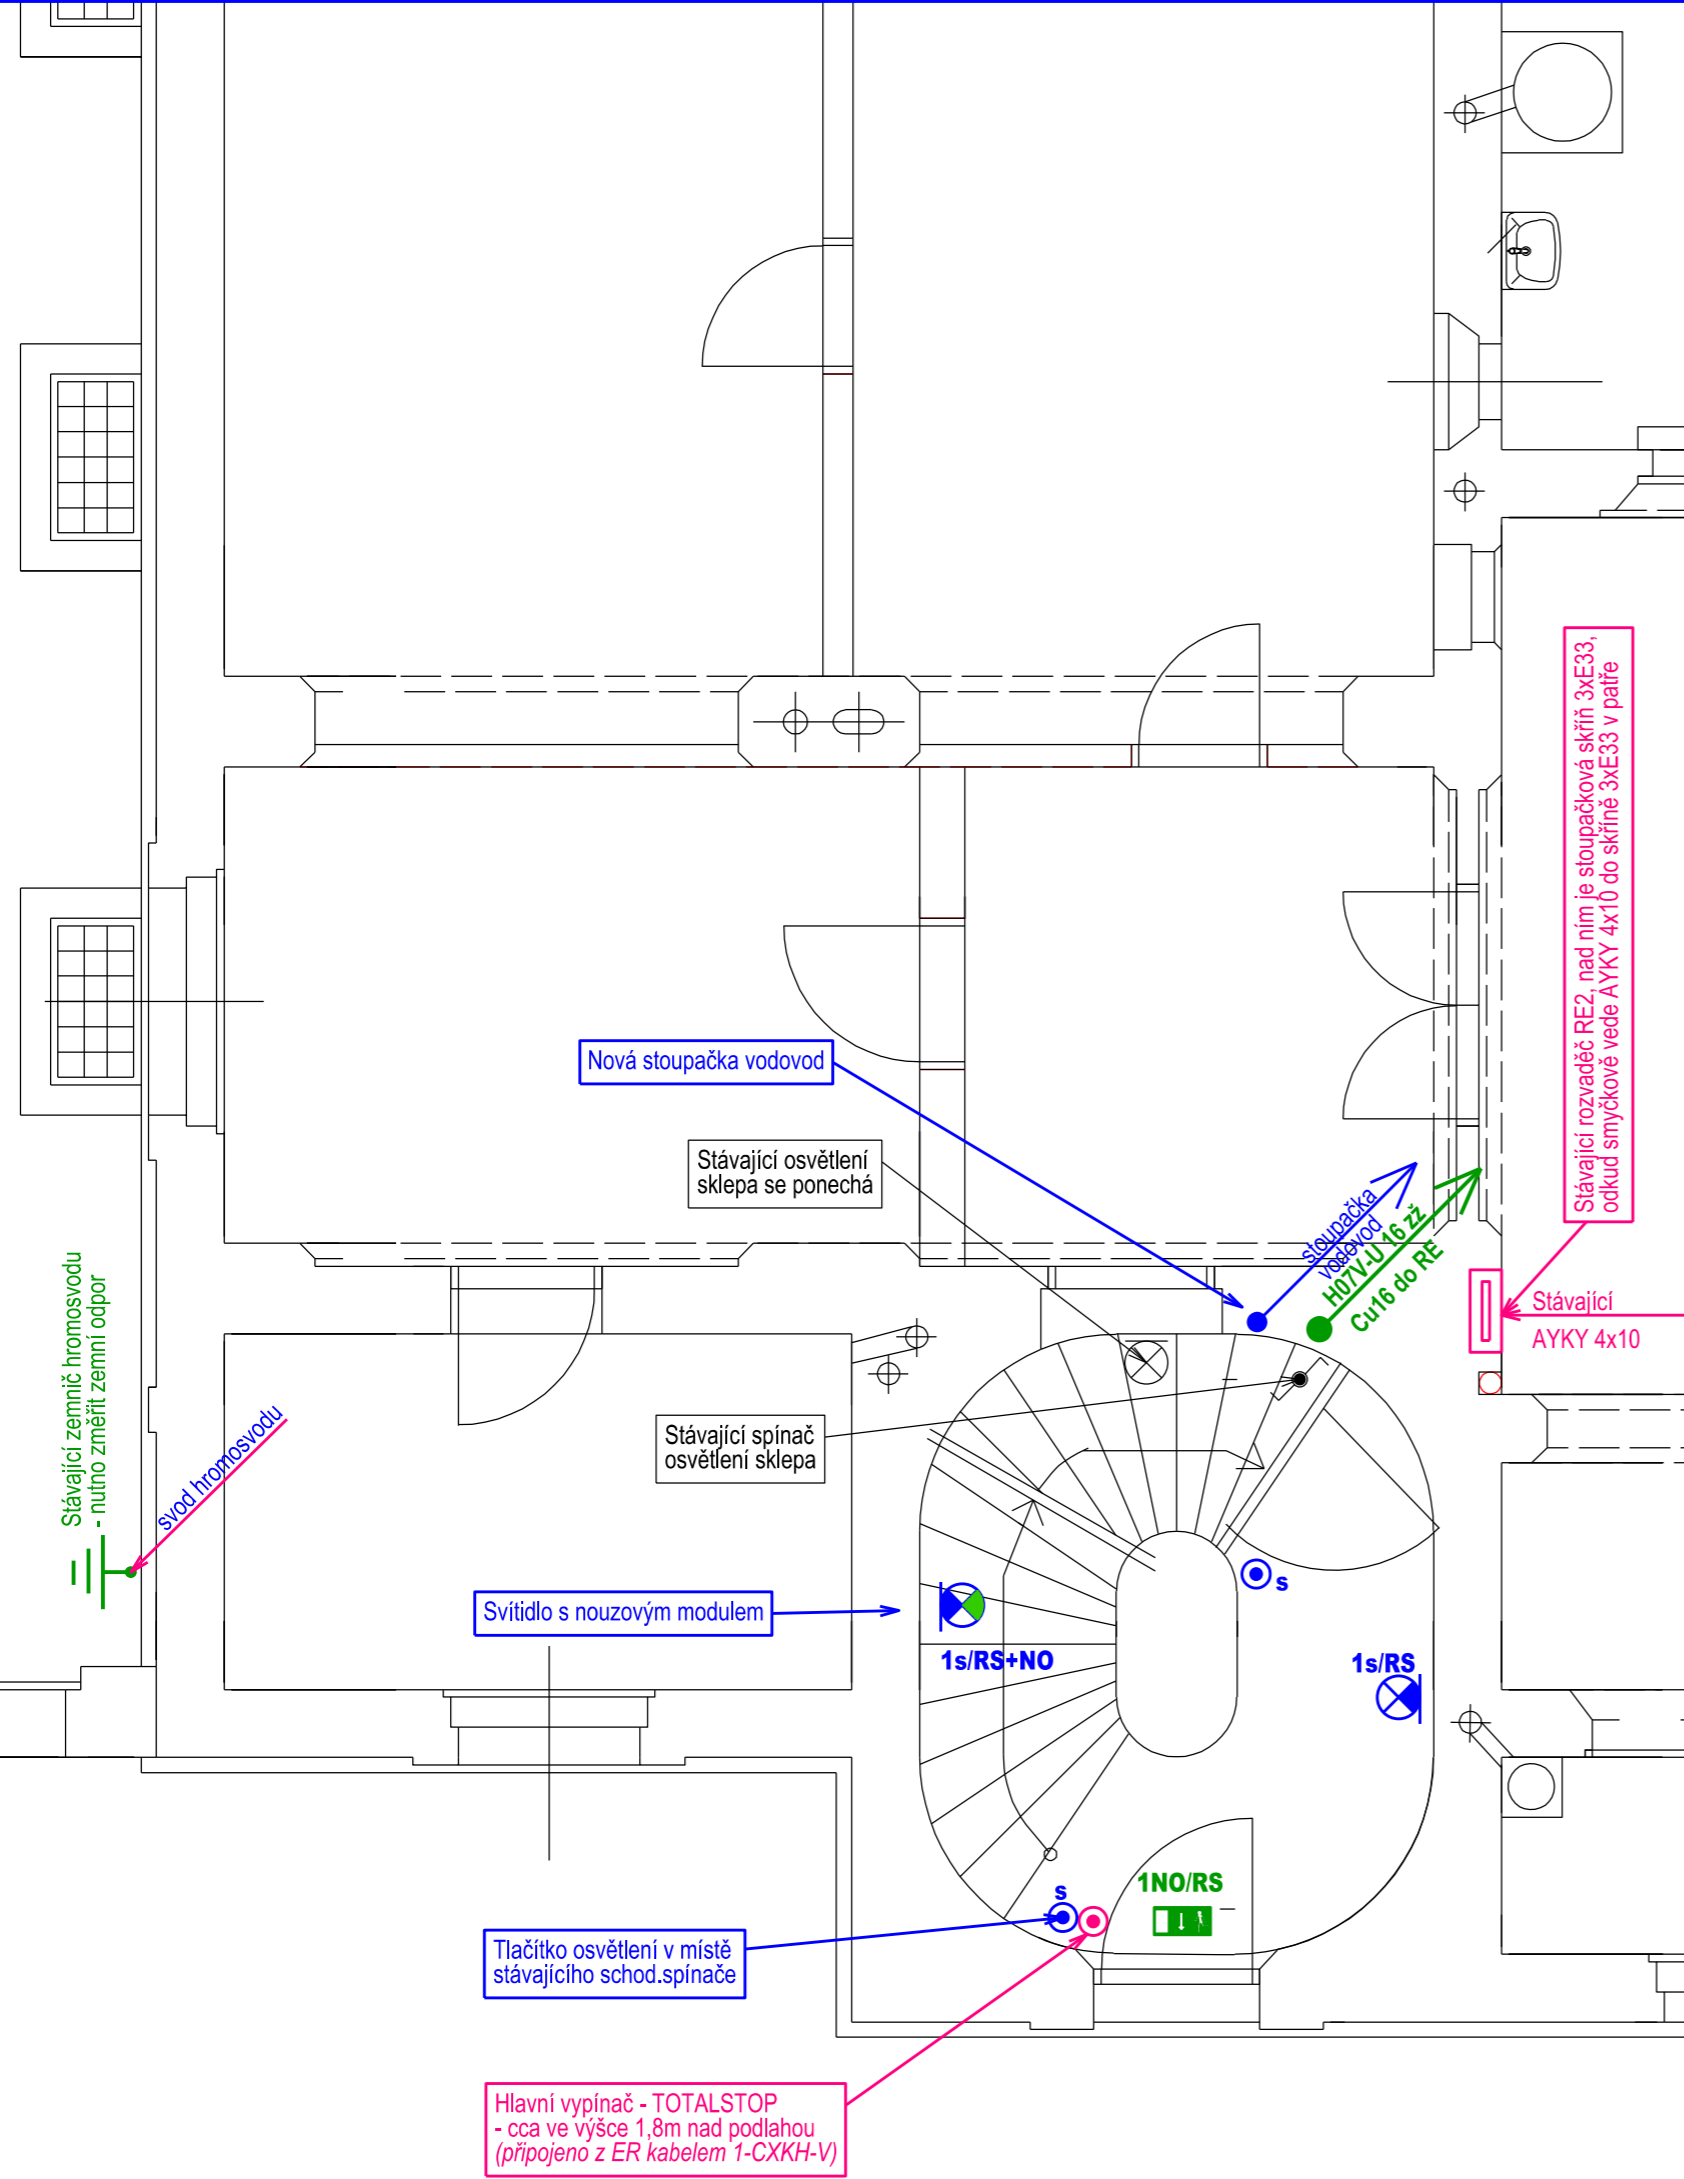 Stávající rozvaděč RE2, nad ním je stoupačková skříň 3xE33,
odkud smyčkově vede AYKY 4x10 do skříně 3xE33 v patře
Nová stoupačka vodovod
Stávající osvětlení
sklepa se ponechá
stoupačka
vodovod
H07V-U 16 zž
Cu16 do RE
Stávající
AYKY 4x10
Stávající zemnič hromosvodu
- nutno změřit zemní odpor
svod hromosvodu
Stávající spínač
osvětlení sklepa
s
Svítidlo s nouzovým modulem
1s/RS+NO
1s/RS
1NO/RS
s
Tlačítko osvětlení v místě
stávajícího schod.spínače
Hlavní vypínač - TOTALSTOP
- cca ve výšce 1,8m nad podlahou
(připojeno z ER kabelem 1-CXKH-V)